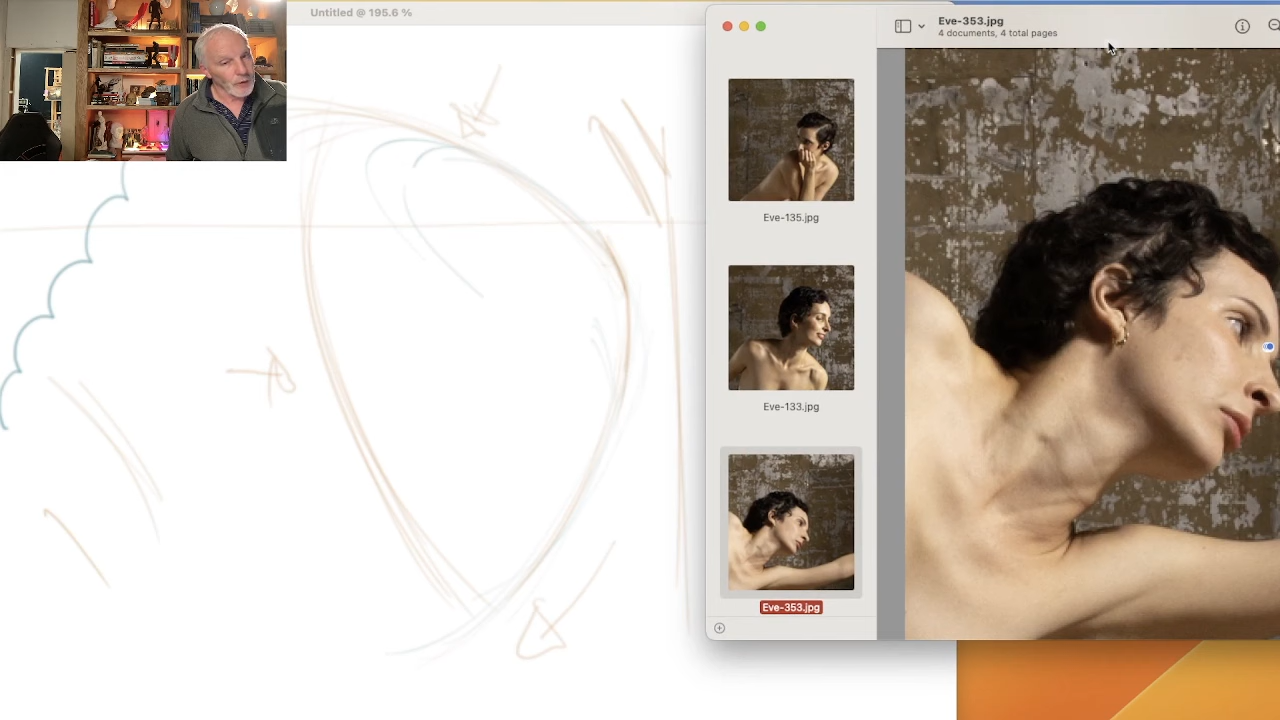 Untitled @ 195.6 %
Eve-353.jpg
4 documents, 4 total pages
Eve-135.jpg
Eve-133.jpg
Eve-353.jpg